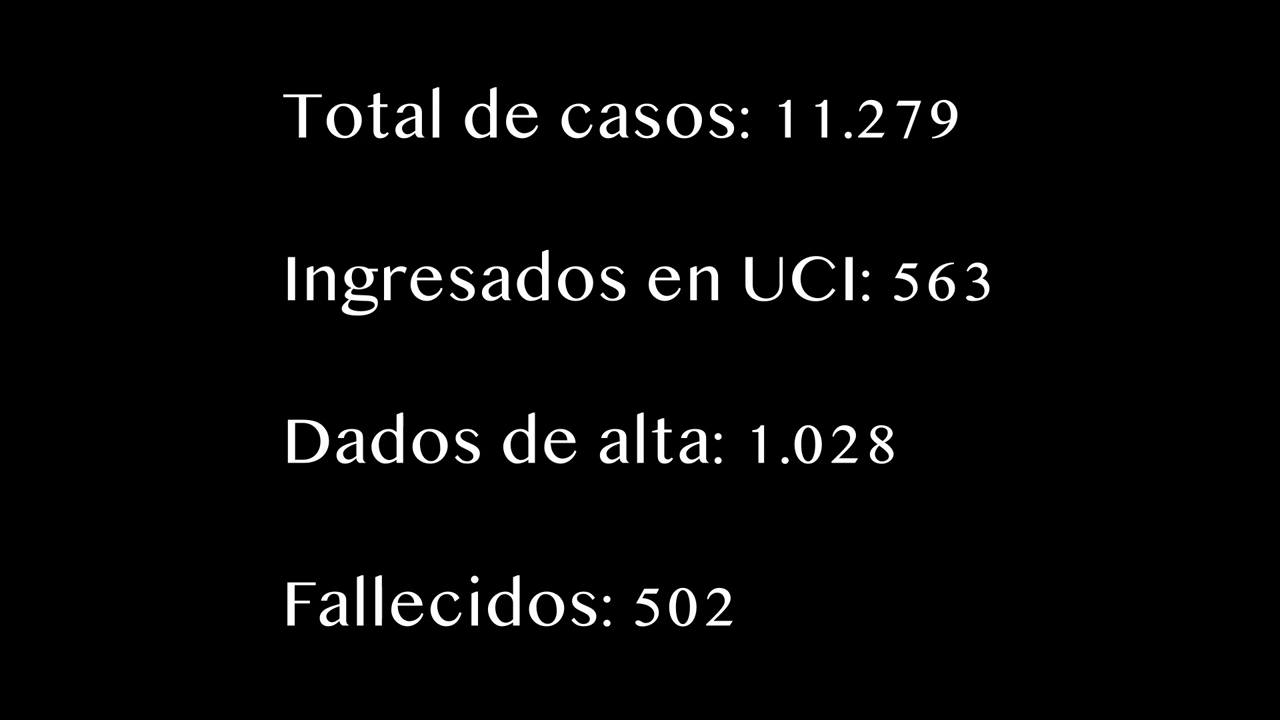 Total de casos: 11.279
Ingresados en UCI: 563
Dados de alta: 1.028
Fallecidos: 502